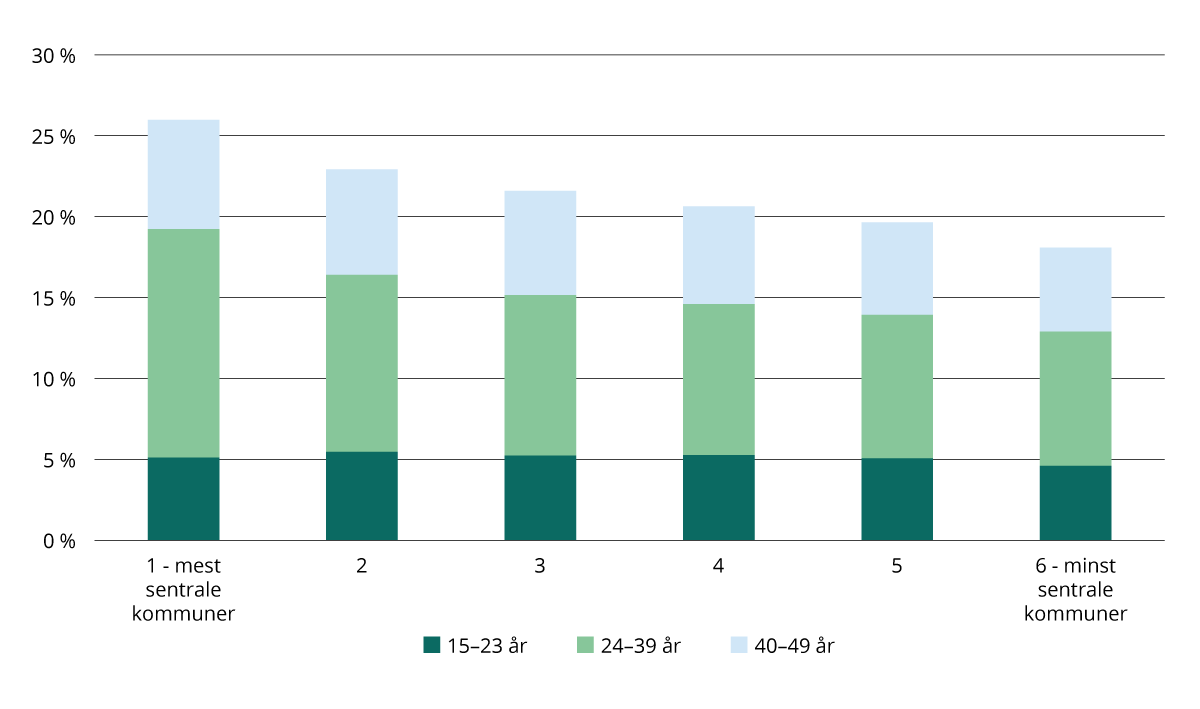 30 %
25 %
20 %
15 %
10 %
5 %
0 %
1 - mest
sentrale
kommuner
2
3
4
5
6 - minst
sentrale
kommuner
15–23 år
24–39 år
40–49 år